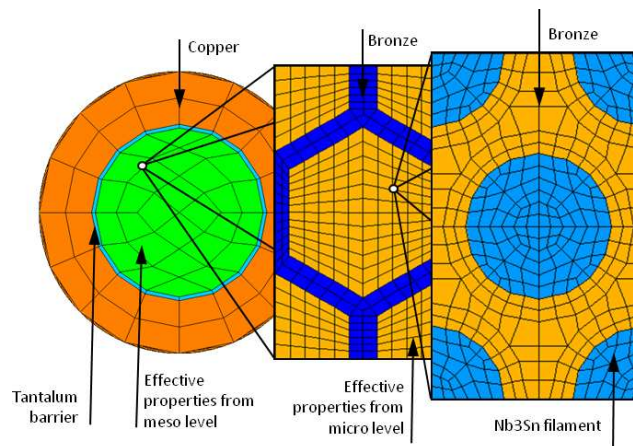 Copper
Bronze
Bronze
Tantalum
barrier
Effective
properties from
meso level
Effective
properties from
micro level
Nb3Sn filament